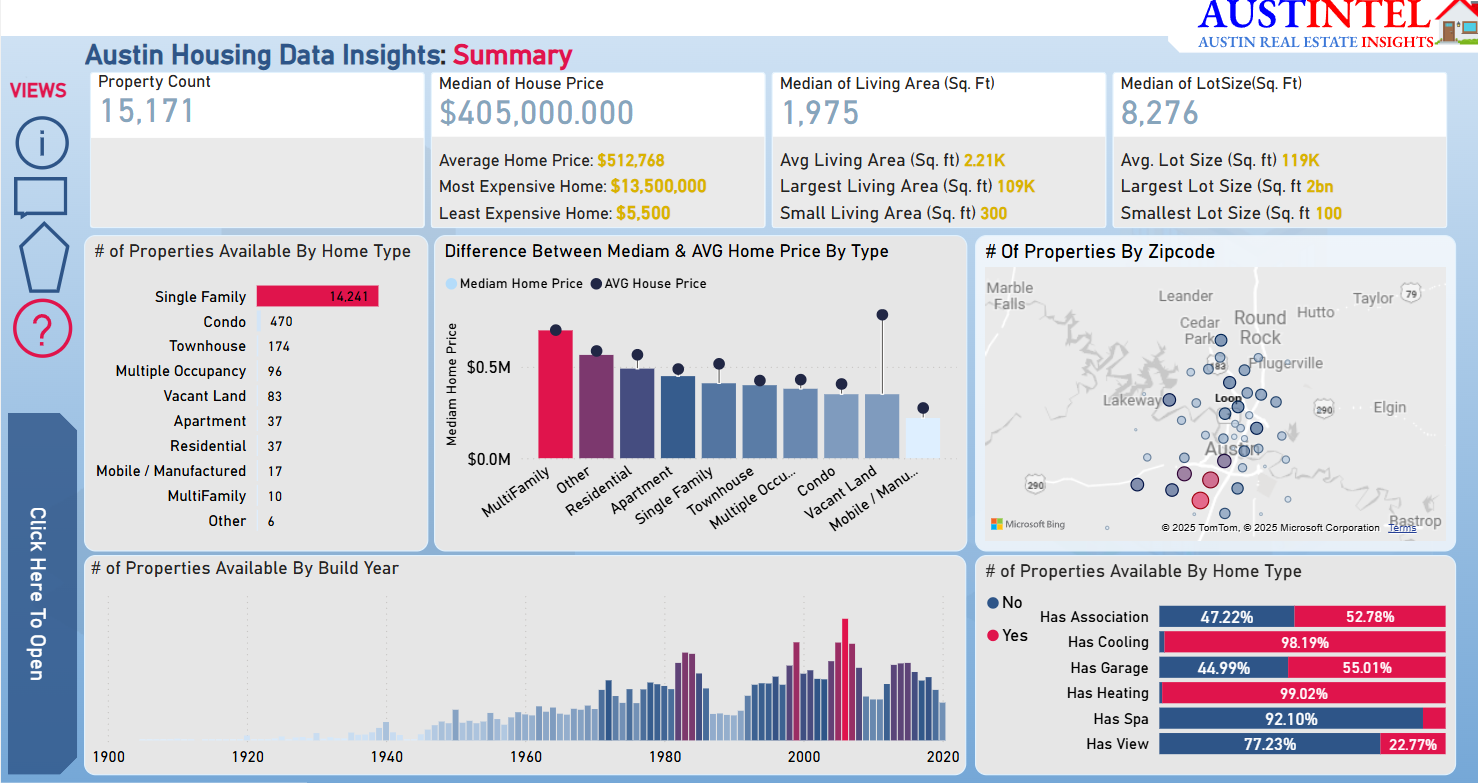 AUSTINTEL
AUSTIN REAL ESTATE INSIGHTS
Austin Housing Data Insights: Summary
VIEWS
i
?
Click Here To Open
Property Count
15,171
Median of House Price
$405,000.000
Average Home Price: $512,768
Most Expensive Home: $13,500,000
Least Expensive Home: $5,500
Median of Living Area (Sq. Ft)
1,975
Avg Living Area (Sq. ft) 2.21K
Largest Living Area (Sq. ft) 109K
Small Living Area (Sq. ft) 300
Median of LotSize(Sq. Ft)
8,276
Avg. Lot Size (Sq. ft) 119K
Largest Lot Size (Sq. ft 2bn
Smallest Lot Size (Sq. ft 100
# of Properties Available By Home Type
Single Family 14,241
Condo 470
Townhouse 174
Multiple Occupancy 96
Vacant Land 83
Apartment 37
Residential 37
Mobile / Manufactured 17
MultiFamily 10
Other 6
Difference Between Mediam & AVG Home Price By Type
Mediam Home Price AVG House Price
Mediam Home Price
$0.5M
$0.0M
MultiFamily
Other
Residential
Apartment
Single Family
Townhouse
Multiple Occu...
Condo
Vacant Land
Mobile / Manu...
# Of Properties By Zipcode
Marble
Falls
Leander
Taylor
79
Hutto
Cedar
Park
Round
Rock
183
Pflugerville
Lakeway
Loop
290
Elgin
Austin
290
Bastrop
Microsoft Bing
© 2025 TomTom, © 2025 Microsoft Corporation Terms
# of Properties Available By Build Year
1900 1920 1940 1960 1980 2000 2020
# of Properties Available By Home Type
No
Yes
Has Association 47.22% 52.78%
Has Cooling 98.19%
Has Garage 44.99% 55.01%
Has Heating 99.02%
Has Spa 92.10%
Has View 77.23% 22.77%